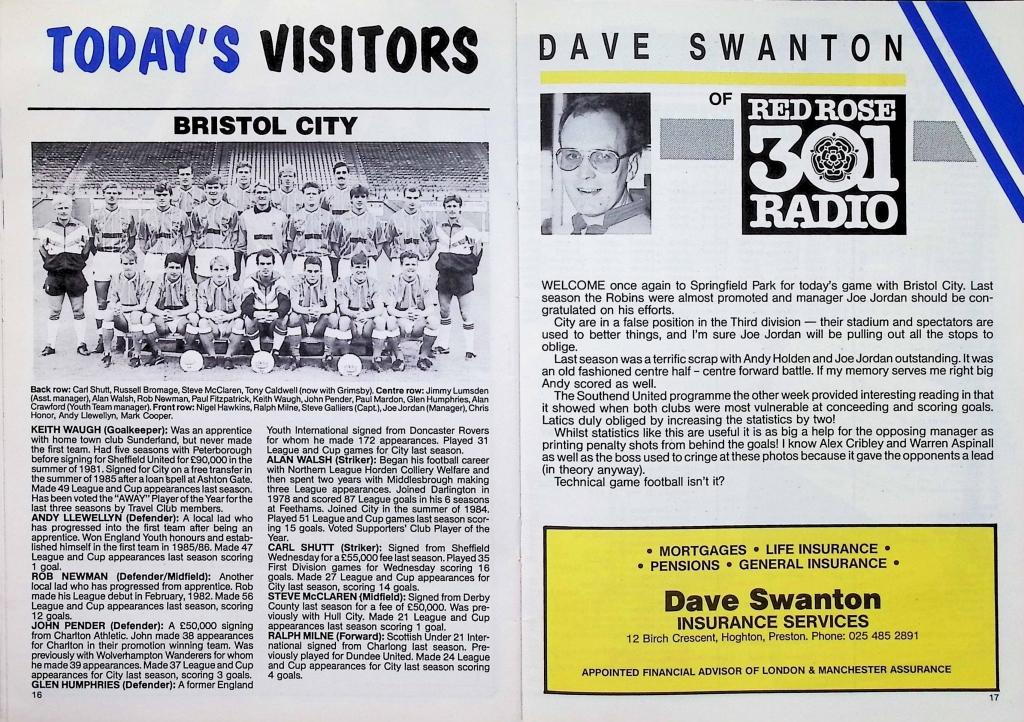 TODAY'S VISITORS
BRISTOL CITY
Back row: Carl Shutt, Russell Bromage, Steve McClaren, Tony Caldwell (now with Grimsby). Centre row: Jimmy Lumsden
(Asst. manager), Alan Walsh, Rob Newman, Paul Fitzpatrick, Keith Waugh, John Pender, Paul Mardon, Glen Humphries, Alan
Crawford (Youth Team manager). Front row: Nigel Hawkins, Ralph Milne, Steve Galliers (Capt.), Joe Jordan (Manager), Chris
Honor, Andy Llewellyn, Mark Cooper.
KEITH WAUGH (Goalkeeper): Was an apprentice
with home town club Sunderland, but never made
the first team. Had five seasons with Peterborough
before signing for Sheffield United for £90,000 in the
summer of 1981. Signed for City on a free transfer in
the summer of 1985 after a loan spell at Ashton Gate.
Made 49 League and Cup appearances last season.
Has been voted the "AWAY" Player of the Year for the
last three seasons by Travel Club members.
ANDY LLEWELLYN (Defender): A local lad who
has progressed into the first team after being an
apprentice. Won England Youth honours and estab-
lished himself in the first team in 1985/86. Made 47
League and Cup appearances last season scoring
1 goal.
ROB NEWMAN (Defender/Midfield): Another
local lad who has progressed from apprentice. Rob
made his League debut in February, 1982. Made 56
League and Cup appearances last season, scoring
12 goals.
JOHN PENDER (Defender): A £50,000 signing
from Charlton Athletic. John made 38 appearances
for Charlton in their promotion winning team. Was
previously with Wolverhampton Wanderers for whom
he made 39 appearances. Made 37 League and Cup
appearances for City last season, scoring 3 goals.
GLEN HUMPHRIES (Defender): A former England
16
Youth International signed from Doncaster Rovers
for whom he made 172 appearances. Played 31
League and Cup games for City last season.
ALAN WALSH (Striker): Began his football career
with Northern League Horden Colliery Welfare and
then spent two years with Middlesbrough making
three League appearances. Joined Darlington in
1978 and scored 87 League goals in his 6 seasons
at Feethams. Joined City in the summer of 1984.
Played 51 League and Cup games last season scor-
ing 15 goals. Voted Supporters' Club Player of the
Year.
CARL SHUTT (Striker): Signed from Sheffield
Wednesday for a £55,000 fee last season. Played 35
First Division games for Wednesday scoring 16
goals. Made 27 League and Cup appearances for
City last season, scoring 14 goals.
STEVE McCLAREN (Midfield): Signed from Derby
County last season for a fee of £50,000. Was pre-
viously with Hull City. Made 21 League and Cup
appearances last season scoring 1 goal.
RALPH MILNE (Forward): Scottish Under 21 Inter-
national signed from Charlong last season. Pre-
viously played for Dundee United. Made 24 League
and Cup appearances for City last season scoring
4 goals.
DAVE SWANTON
OF
RED ROSE
301
RADIO
WELCOME once again to Springfield Park for today's game with Bristol City. Last
season the Robins were almost promoted and manager Joe Jordan should be con-
gratulated on his efforts.
City are in a false position in the Third division — their stadium and spectators are
used to better things, and I'm sure Joe Jordan will be pulling out all the stops to
oblige.
Last season was a terrific scrap with Andy Holden and Joe Jordan outstanding. It was
an old fashioned centre half - centre forward battle. If my memory serves me right big
Andy scored as well.
The Southend United programme the other week provided interesting reading in that
it showed when both clubs were most vulnerable at conceeding and scoring goals.
Latics duly obliged by increasing the statistics by two!
Whilst statistics like this are useful it is as big a help for the opposing manager as
printing penalty shots from behind the goals! I know Alex Cribley and Warren Aspinall
as well as the boss used to cringe at these photos because it gave the opponents a lead
(in theory anyway).
Technical game football isn't it?
• MORTGAGES • LIFE INSURANCE •
• PENSIONS • GENERAL INSURANCE •
Dave Swanton
INSURANCE SERVICES
12 Birch Crescent, Hoghton, Preston. Phone: 025 485 2891
APPOINTED FINANCIAL ADVISOR OF LONDON & MANCHESTER ASSURANCE
17